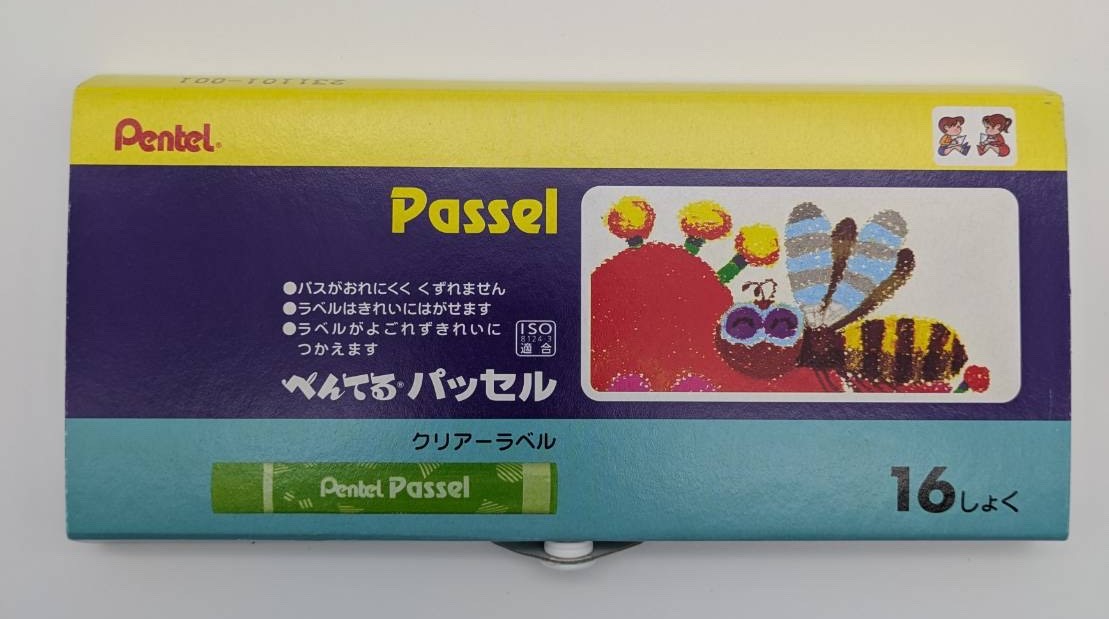 231101-001
Pentel®
Passel
●パスがおれにくく くずれません
●ラベルはきれいにはがせます
●ラベルがよごれずきれいに
つかえます
ISO
8124-3
適合
ぺんてる®パッセル
クリアーラベル
Pentel Passel
16しょく